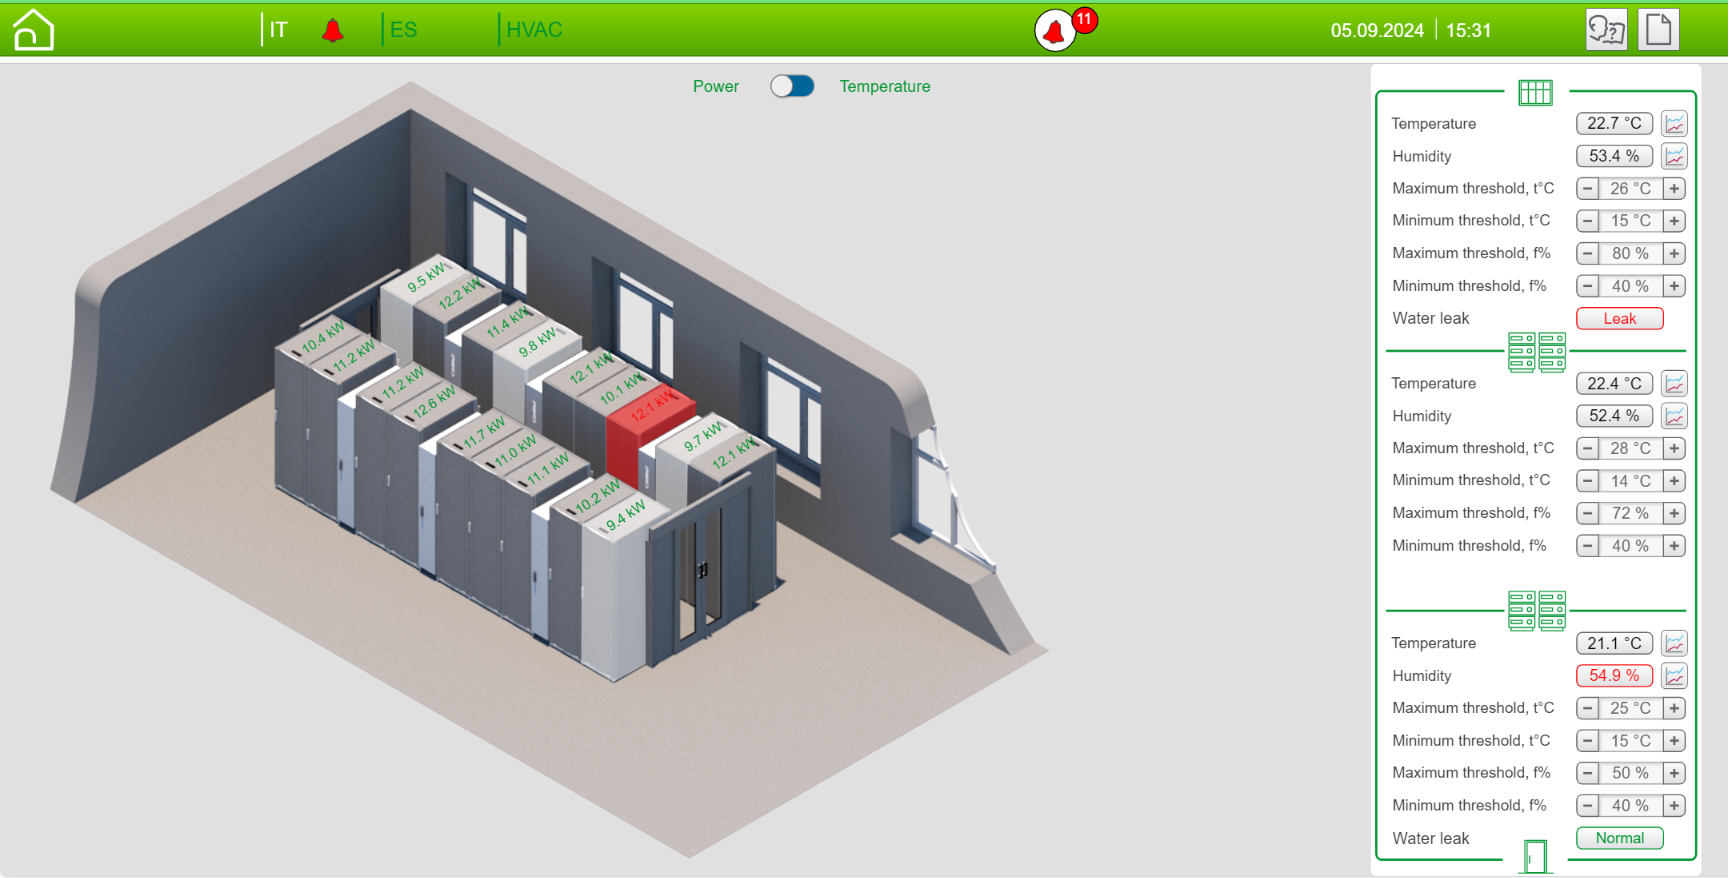 IT
ES
HVAC
11
05.09.2024
15:31
Power
Temperature
9.5 kW
12.2 kW
11.4 kW
9.8 kW
12.1 kW
10.1 kW
12.1 kW
9.7 kW
12.1 kW
10.4 kW
11.2 kW
11.2 kW
12.6 kW
11.7 kW
11.0 kW
11.1 kW
10.2 kW
9.4 kW
Temperature 22.7 °C
Humidity 53.4 %
Maximum threshold, t°C − 26 °C +
Minimum threshold, t°C − 15 °C +
Maximum threshold, f% − 80 % +
Minimum threshold, f% − 40 % +
Water leak Leak
Temperature 22.4 °C
Humidity 52.4 %
Maximum threshold, t°C − 28 °C +
Minimum threshold, t°C − 14 °C +
Maximum threshold, f% − 72 % +
Minimum threshold, f% − 40 % +
Temperature 21.1 °C
Humidity 54.9 %
Maximum threshold, t°C − 25 °C +
Minimum threshold, t°C − 15 °C +
Maximum threshold, f% − 50 % +
Minimum threshold, f% − 40 % +
Water leak Normal